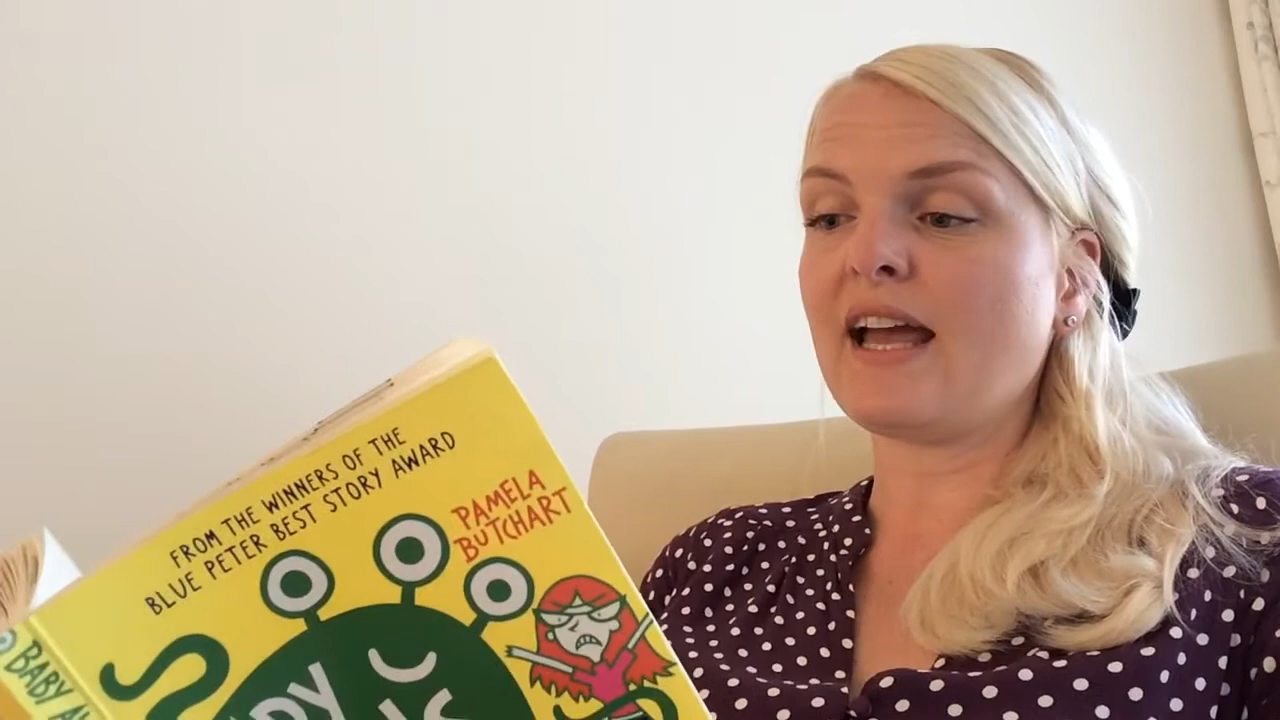 FROM THE WINNERS OF THE
BLUE PETER BEST STORY AWARD
PAMELA
BUTCHART
BABY